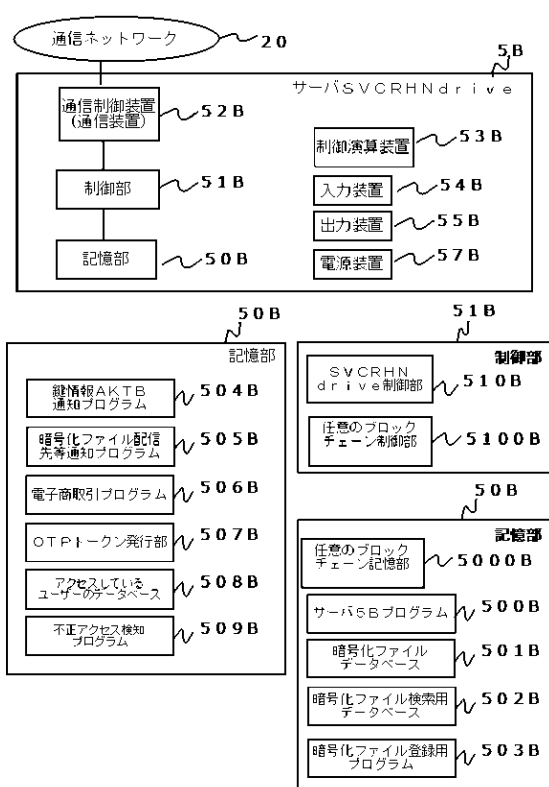 通信ネットワーク
20
5B
サーバSVCRHNdrive
通信制御装置
(通信装置)
52B
制御部
51B
記憶部
50B
制御演算装置
53B
入力装置
54B
出力装置
55B
電源装置
57B
50B
記憶部
鍵情報AKTB
通知プログラム
504B
暗号化ファイル配信
先等通知プログラム
505B
電子商取引プログラム
506B
OTPトークン発行部
507B
アクセスしている
ユーザーのデータベース
508B
不正アクセス検知
プログラム
509B
51B
制御部
SVCRHN
drive制御部
510B
任意のブロック
チェーン制御部
5100B
50B
記憶部
任意のブロック
チェーン記憶部
5000B
サーバ5Bプログラム
500B
暗号化ファイル
データベース
501B
暗号化ファイル検索用
データベース
502B
暗号化ファイル登録用
プログラム
503B